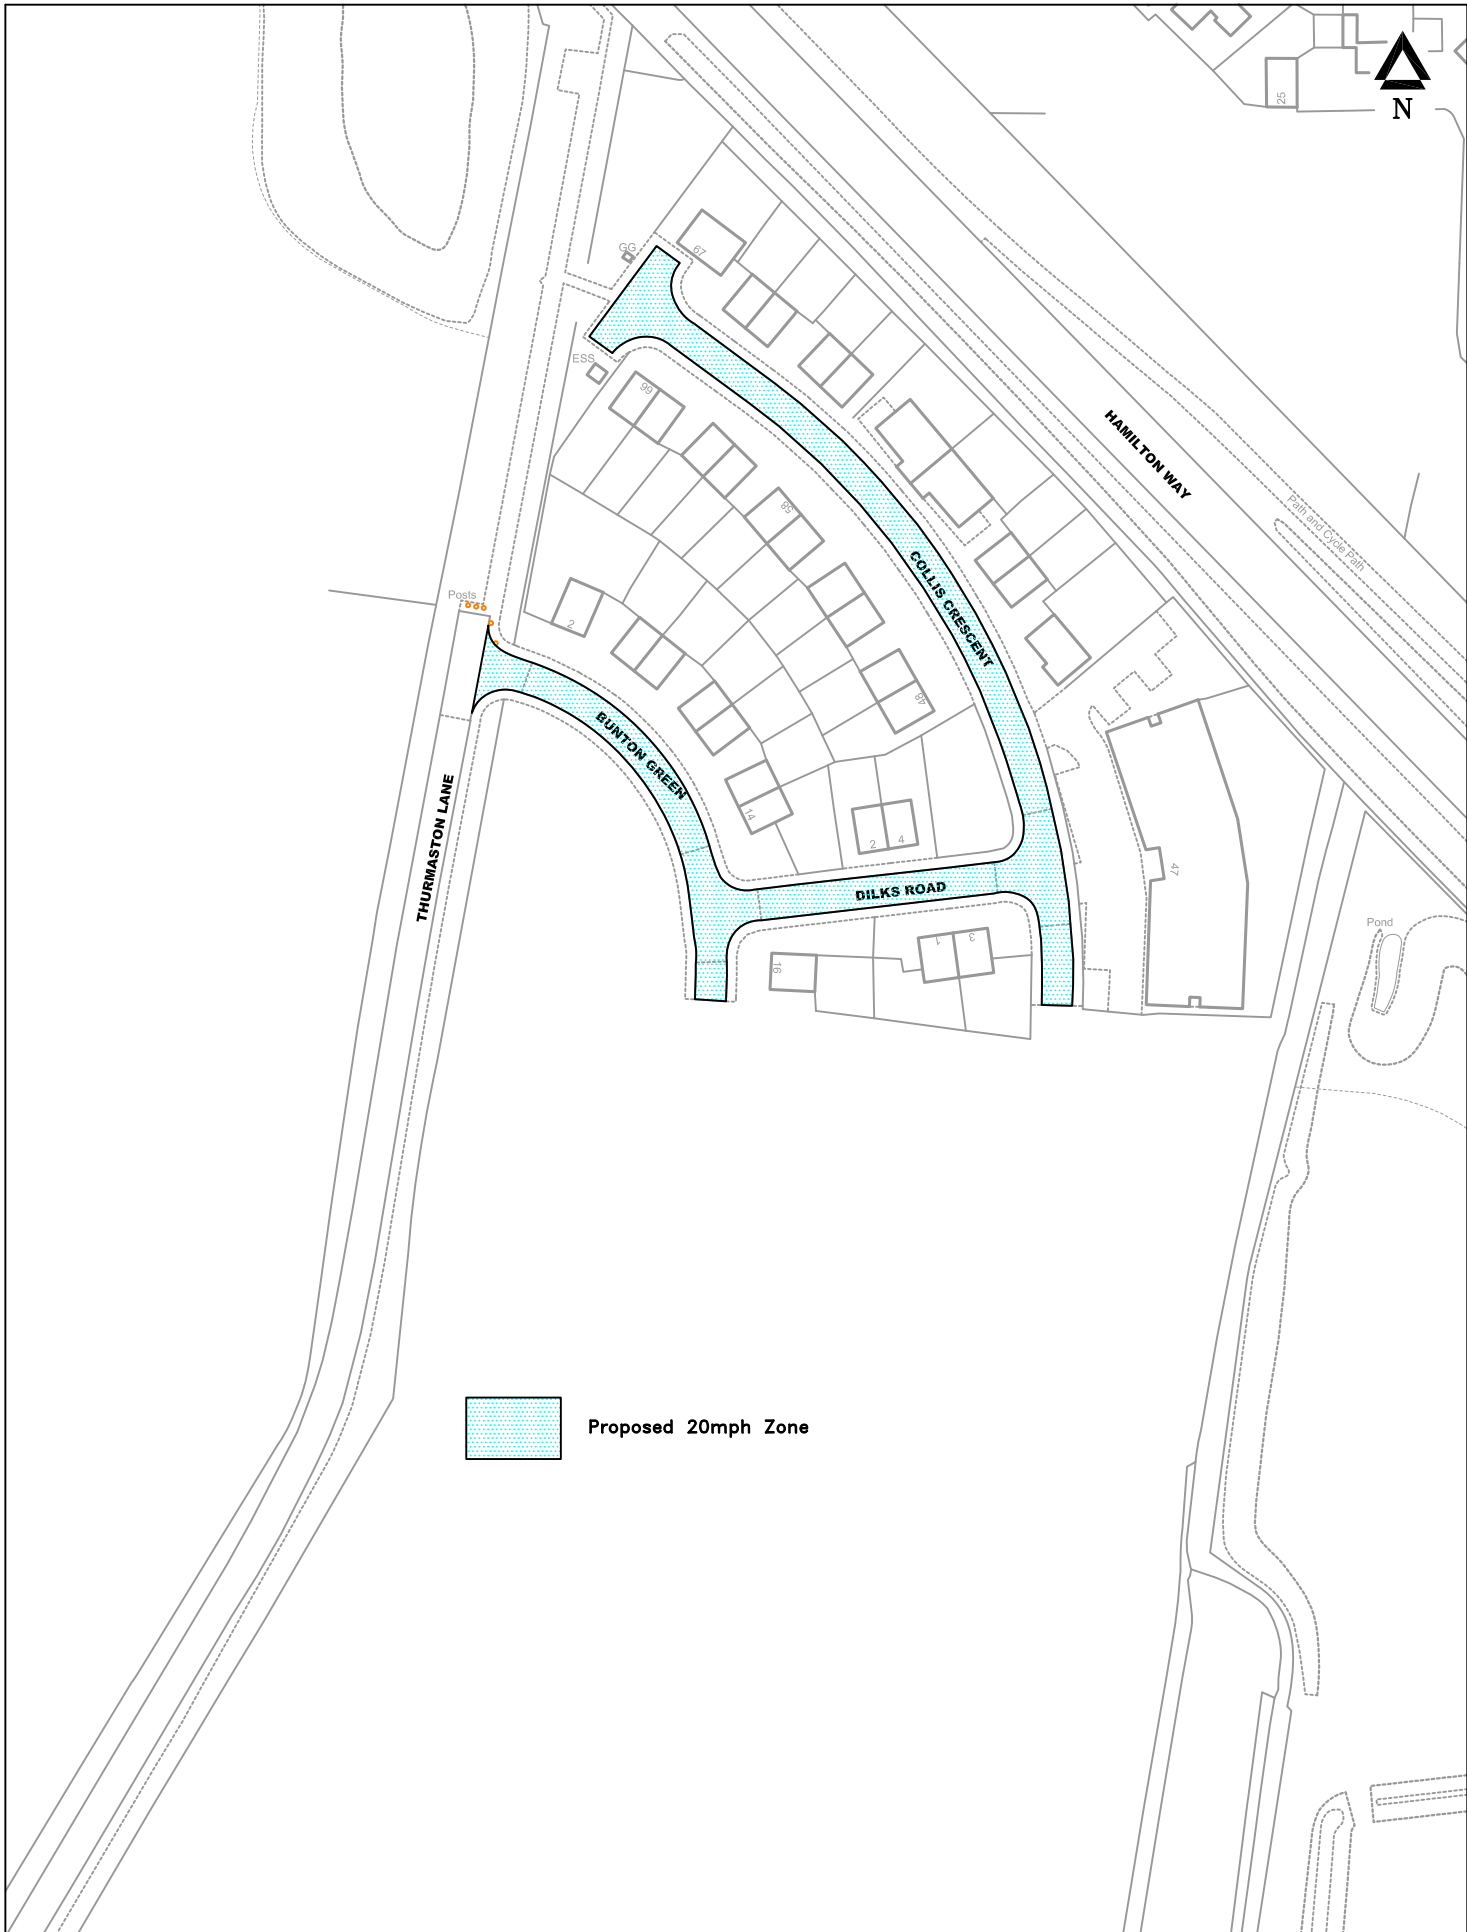 25
N
GG
67
ESS
66
HAMILTON WAY
Path and Cycle Path
58
COLLIS CRESCENT
Posts
2
48
BUNTON GREEN
THURMASTON LANE
14
2
4
47
DILKS ROAD
Pond
1
3
16
Proposed 20mph Zone